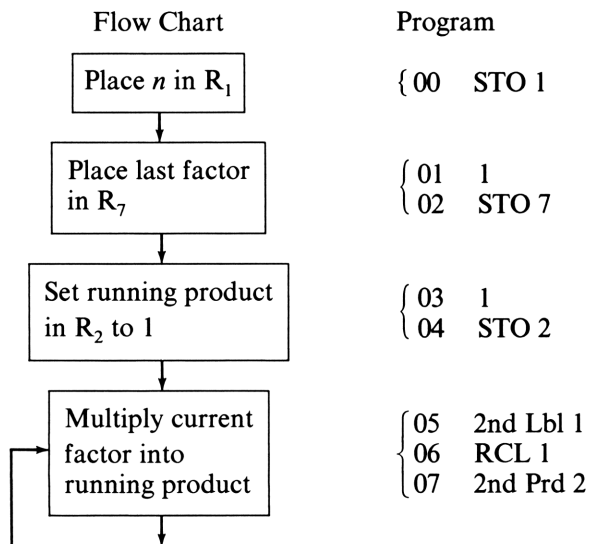 Flow Chart Program
Place n in R₁ { 00 STO 1
Place last factor
in R₇
01 1
02 STO 7
Set running product
in R₂ to 1
03 1
04 STO 2
Multiply current
factor into
running product
05 2nd Lbl 1
06 RCL 1
07 2nd Prd 2